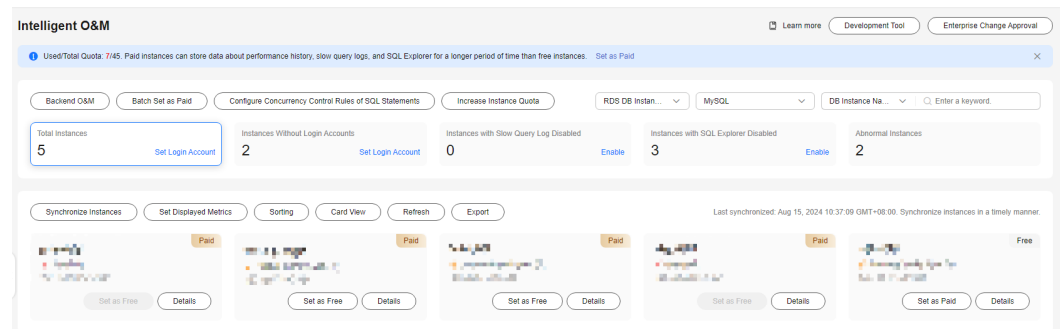 Intelligent O&M
Learn more
Development Tool
Enterprise Change Approval
Used/Total Quota: 7/45. Paid instances can store data about performance history, slow query logs, and SQL Explorer for a longer period of time than free instances. Set as Paid
Backend O&M
Batch Set as Paid
Configure Concurrency Control Rules of SQL Statements
Increase Instance Quota
RDS DB Instan...
MySQL
DB Instance Na...
Enter a keyword.
Total Instances
5
Set Login Account
Instances Without Login Accounts
2
Set Login Account
Instances with Slow Query Log Disabled
0
Enable
Instances with SQL Explorer Disabled
3
Enable
Abnormal Instances
2
Synchronize Instances
Set Displayed Metrics
Sorting
Card View
Refresh
Export
Last synchronized: Aug 15, 2024 10:37:09 GMT+08:00. Synchronize instances in a timely manner.
Paid
Set as Free
Details
Paid
Set as Free
Details
Paid
Set as Free
Details
Paid
Set as Free
Details
Free
Set as Paid
Details